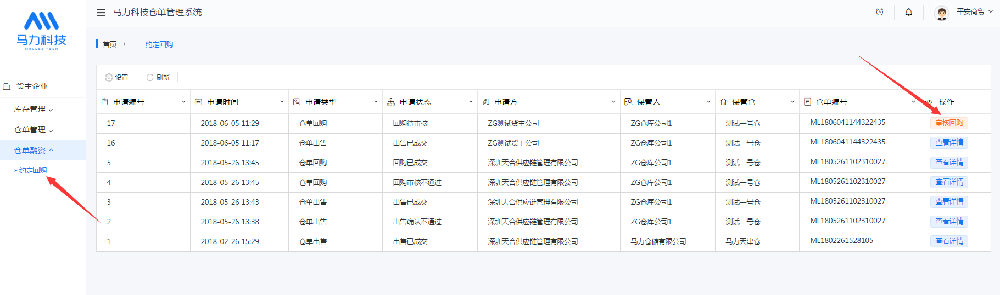 马力科技
MALLEE TECH
马力科技仓单管理系统
平安商贸
首页 > 约定回购
货主企业
库存管理
仓单管理
仓单融资
约定回购
设置 刷新
申请编号 申请时间 申请类型 申请状态 申请方 保管人 保管仓 仓单编号 操作
17 2018-06-05 11:29 仓单回购 回购待审核 ZG测试货主公司 ZG仓库公司1 测试一号仓 ML1806041144322435 审核回购
16 2018-06-05 11:17 仓单出售 出售已成交 ZG测试货主公司 ZG仓库公司1 测试一号仓 ML1806041144322435 查看详情
5 2018-05-26 13:45 仓单回购 回购已成交 深圳天合供应链管理有限公司 ZG仓库公司1 测试一号仓 ML1805261102310027 查看详情
4 2018-05-26 13:45 仓单回购 回购审核不通过 深圳天合供应链管理有限公司 ZG仓库公司1 测试一号仓 ML1805261102310027 查看详情
3 2018-05-26 13:43 仓单出售 出售已成交 深圳天合供应链管理有限公司 ZG仓库公司1 测试一号仓 ML1805261102310027 查看详情
2 2018-05-26 13:38 仓单出售 出售确认不通过 深圳天合供应链管理有限公司 ZG仓库公司1 测试一号仓 ML1805261102310027 查看详情
1 2018-02-26 15:29 仓单出售 出售已成交 深圳天合供应链管理有限公司 马力仓储有限公司 马力天津仓 ML1802261528105 查看详情